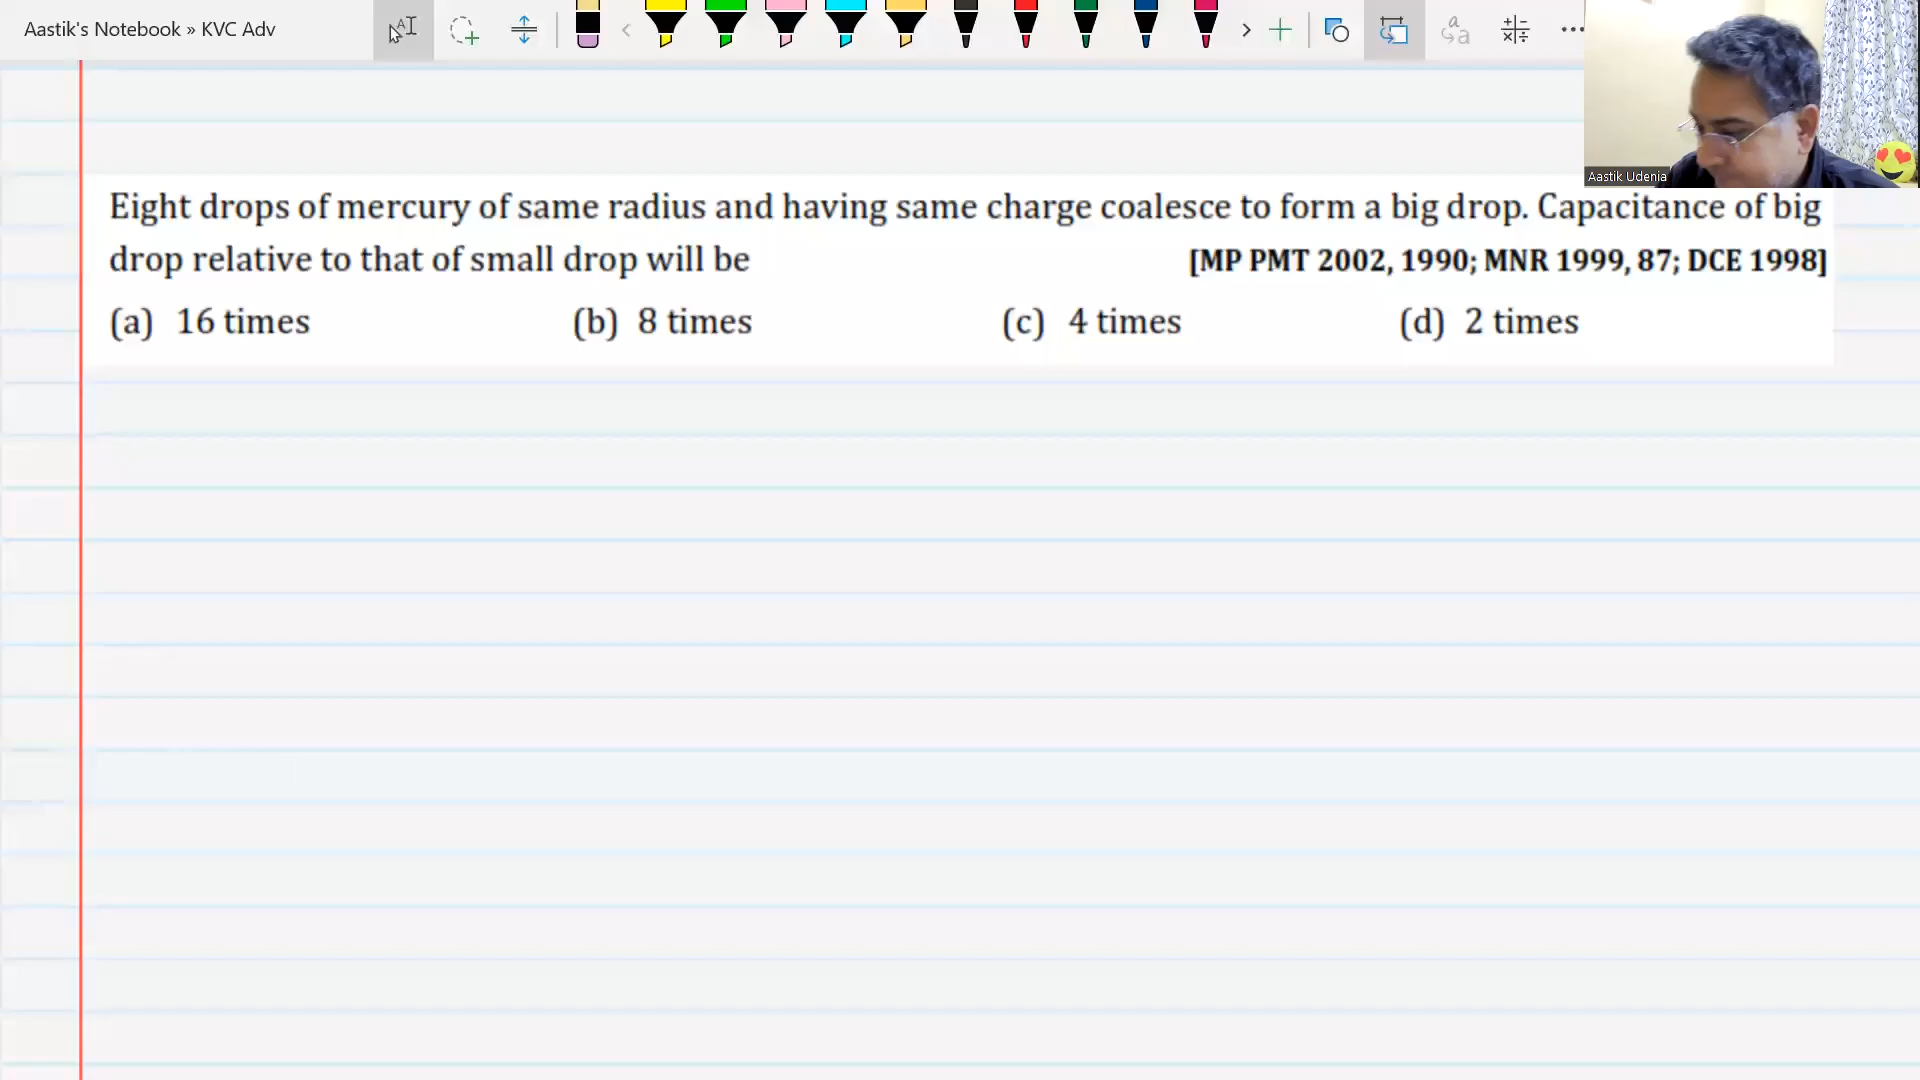 Aastik's Notebook » KVC Adv
Aastik Udenia
Eight drops of mercury of same radius and having same charge coalesce to form a big drop. Capacitance of big
drop relative to that of small drop will be [MP PMT 2002, 1990; MNR 1999, 87; DCE 1998]
(a) 16 times (b) 8 times (c) 4 times (d) 2 times